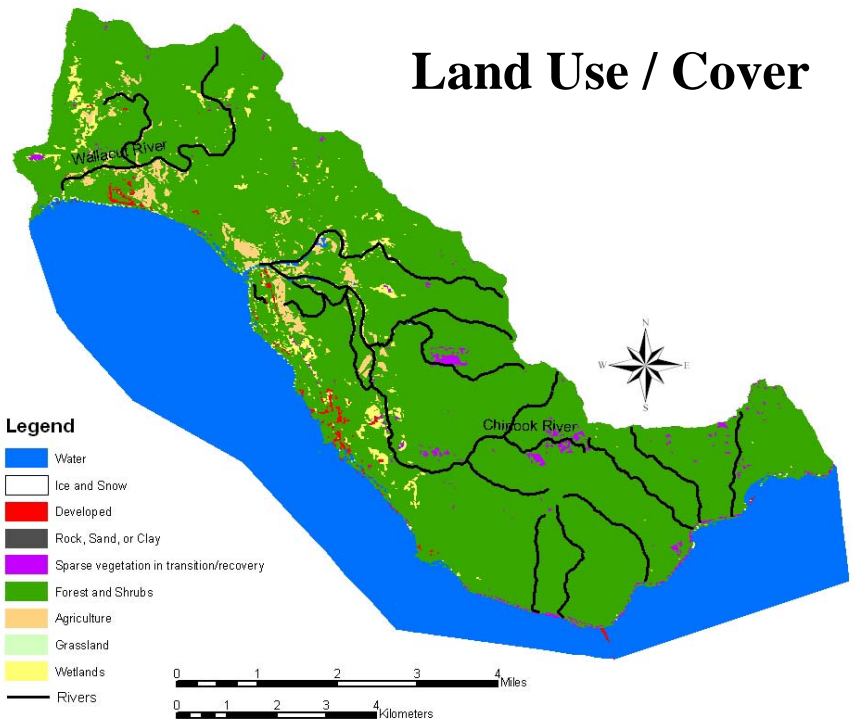 Land Use / Cover
Wallacut River
N
W E
S
Chinook River
Legend
Water
Ice and Snow
Developed
Rock, Sand, or Clay
Sparse vegetation in transition/recovery
Forest and Shrubs
Agriculture
Grassland
Wetlands
Rivers
0 1 2 3 4 Miles
0 1 2 3 4 Kilometers